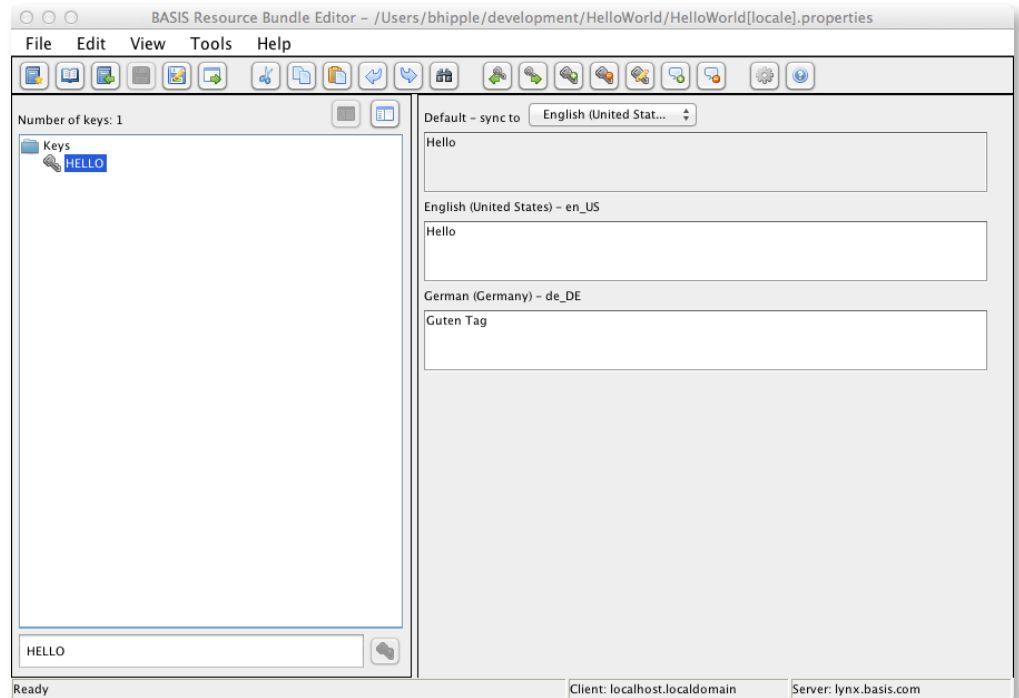 BASIS Resource Bundle Editor – /Users/bhipple/development/HelloWorld/HelloWorld[locale].properties
File Edit View Tools Help
Number of keys: 1
Keys
HELLO
HELLO
Default – sync to English (United Stat...
Hello
English (United States) – en_US
Hello
German (Germany) – de_DE
Guten Tag
Ready Client: localhost.localdomain Server: lynx.basis.com